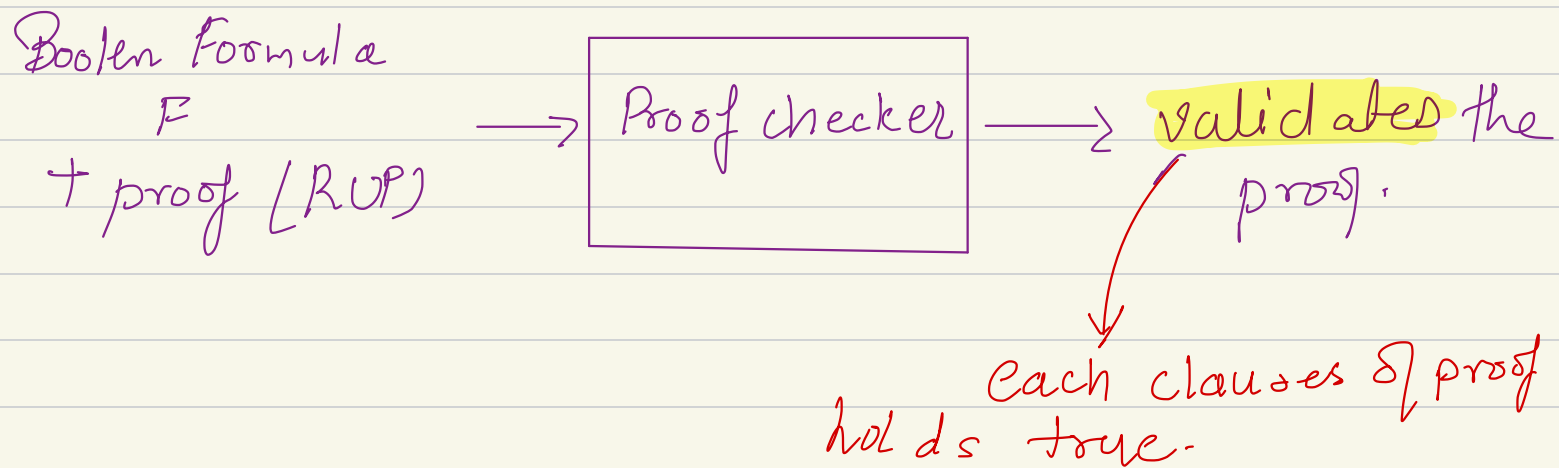 Boolen Formula
F
+ proof (RUP)
Proof checker
validates the
proof.
each clauses of proof
holds true.